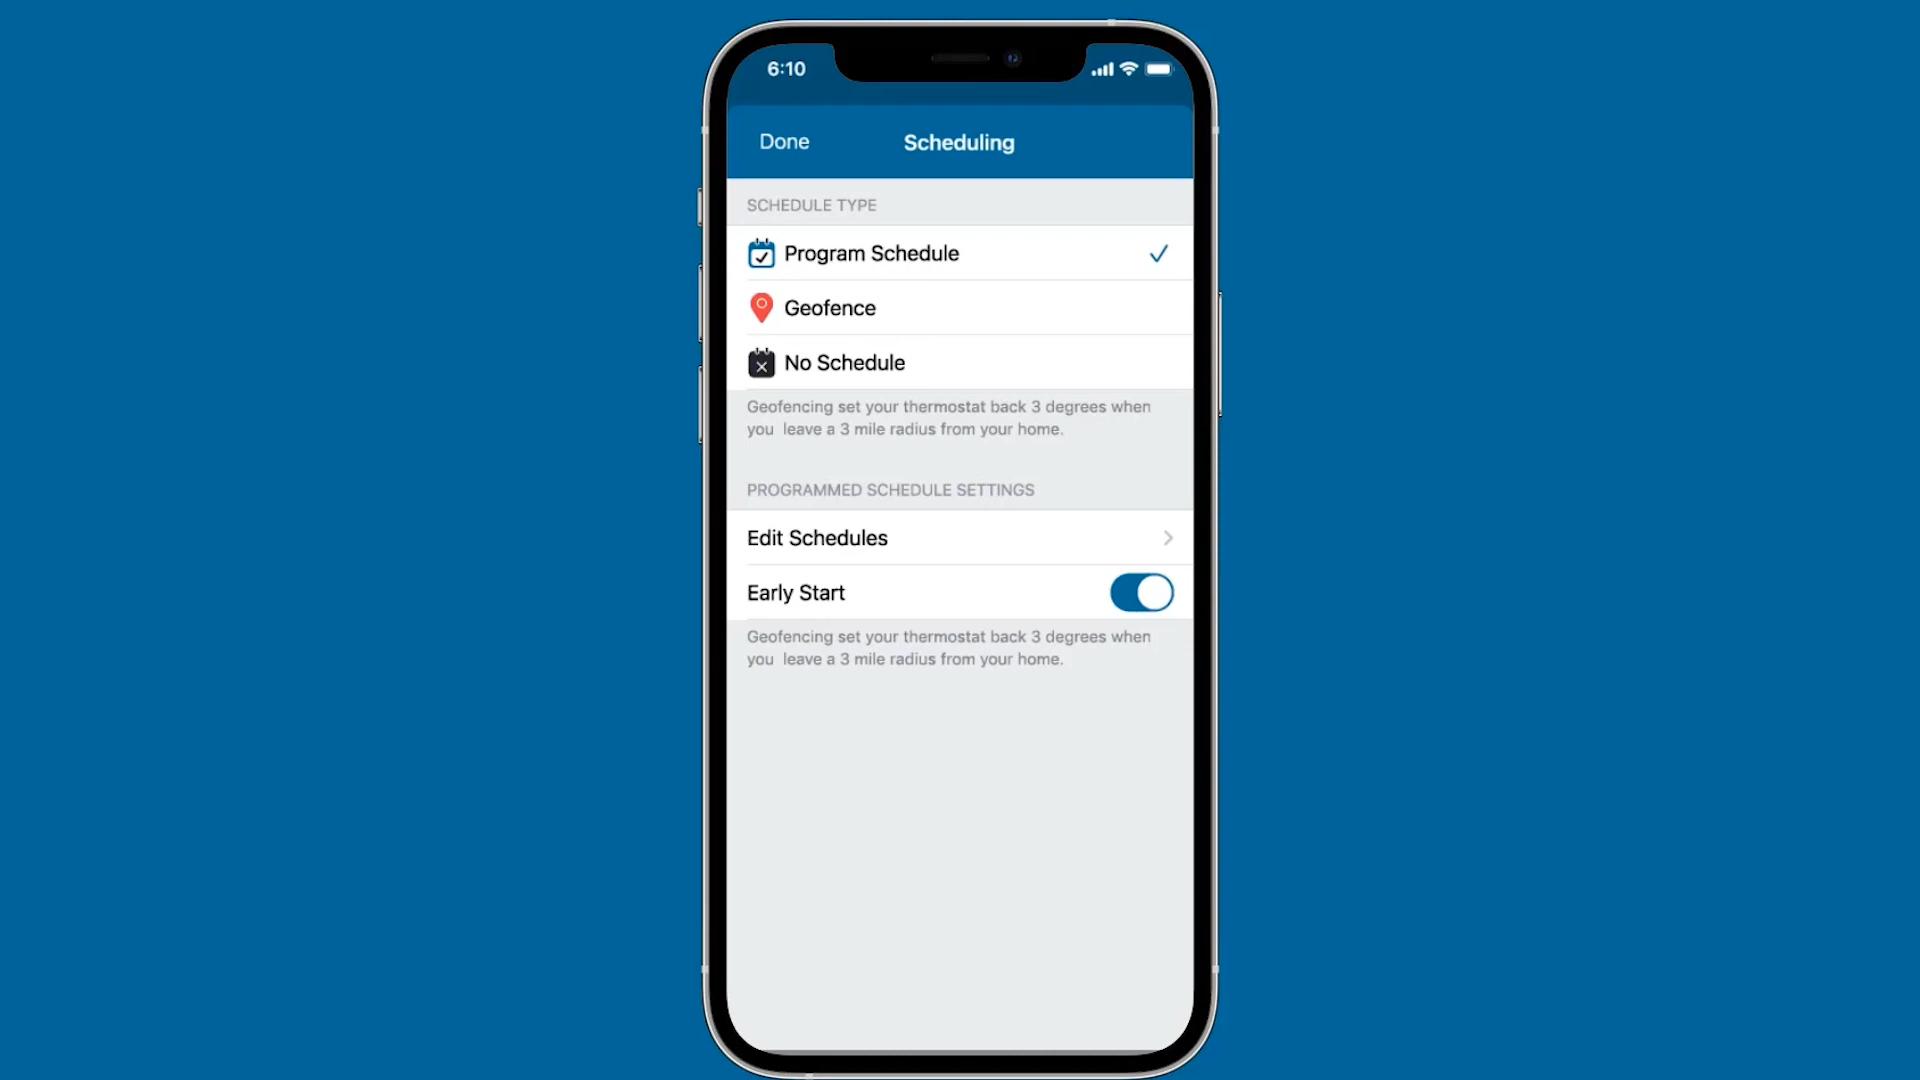 6:10
Done
Scheduling
SCHEDULE TYPE
Program Schedule
Geofence
No Schedule
Geofencing set your thermostat back 3 degrees when
you leave a 3 mile radius from your home.
PROGRAMMED SCHEDULE SETTINGS
Edit Schedules
Early Start
Geofencing set your thermostat back 3 degrees when
you leave a 3 mile radius from your home.